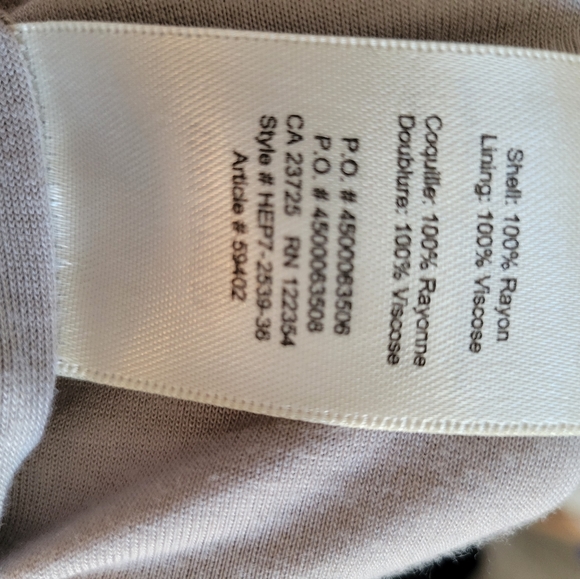 Shell: 100% Rayon
Lining: 100% Viscose
Coquille: 100% Rayonne
Doublure: 100% Viscose
P.O. # 4500063506
P.O. # 4500063508
CA 23725 RN 122354
Style # HEP7-2539-38
Article # 59402